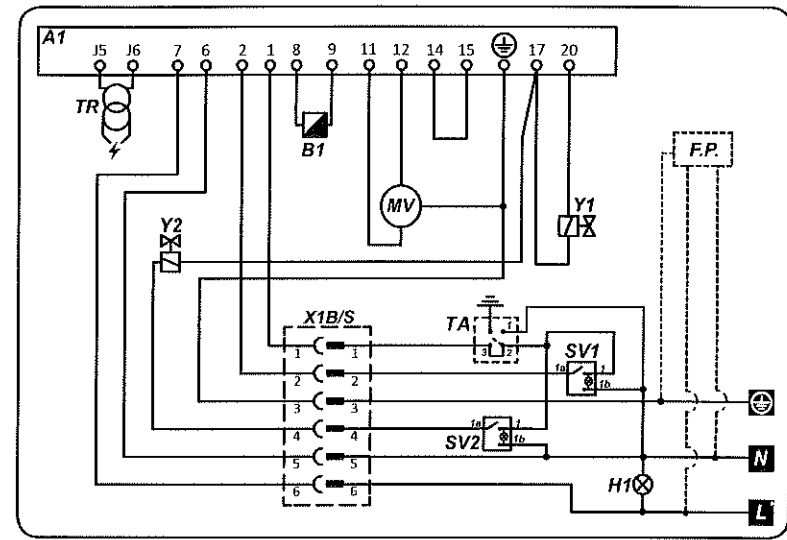 A1
J5 J6 7 6 2 1 8 9 11 12 14 15 17 20
TR
B1
F.P.
MV
Y1
Y2
X1B/S
TA
1
3 2
SV1
1 1
1a 1
2 2
1b
3 3
1a 1
4 4
1b
SV2
5 5
N
H1
6 6
L